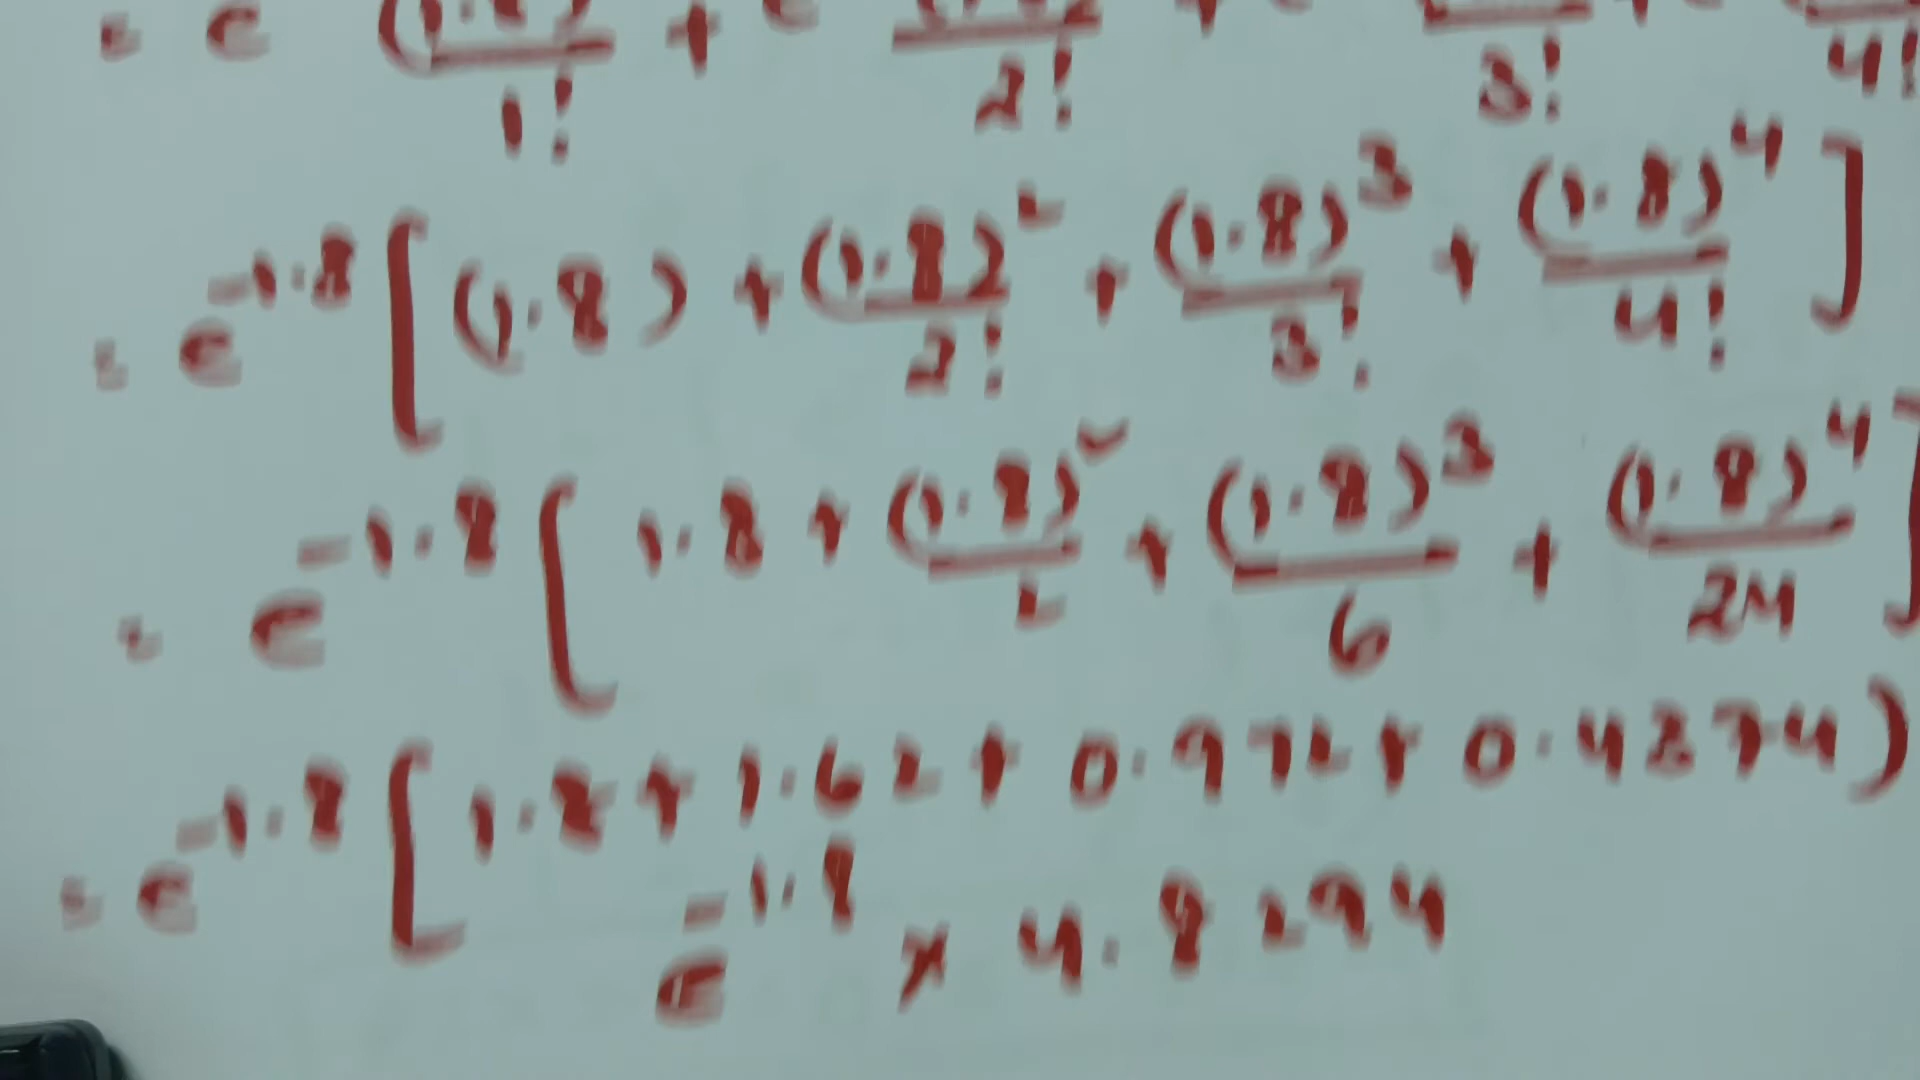 = e (1.8)/1! + e /2! + e /3! + e /4!
= e^-1.8 [ (1.8) + (1.8)^2/2! + (1.8)^3/3! + (1.8)^4/4! ]
= e^-1.8 [ 1.8 + (1.8)^2/2 + (1.8)^3/6 + (1.8)^4/24 ]
= e^-1.8 [ 1.8 + 1.62 + 0.972 + 0.4374 )
e^-1.8 × 4.8294